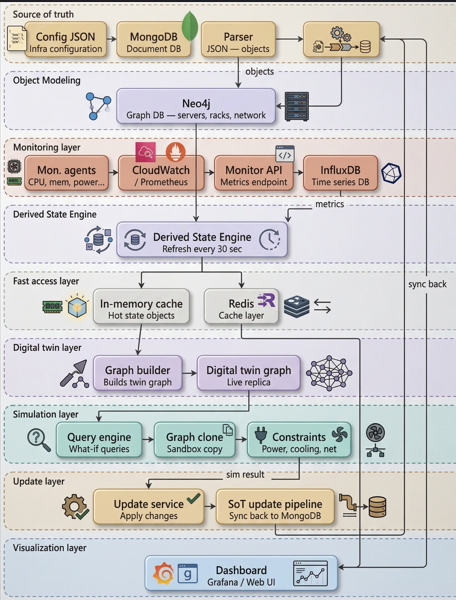 Source of truth
Config JSON
Infra configuration
MongoDB
Document DB
Parser
JSON — objects
objects
Object Modeling
Neo4j
Graph DB — servers, racks, network
Monitoring layer
Mon. agents
CPU, mem, power...
CloudWatch
/ Prometheus
Monitor API
Metrics endpoint
InfluxDB
Time series DB
metrics
Derived State Engine
Derived State Engine
Refresh every 30 sec
sync back
Fast access layer
In-memory cache
Hot state objects
Redis
Cache layer
Digital twin layer
Graph builder
Builds twin graph
Digital twin graph
Live replica
Simulation layer
Query engine
What-if queries
Graph clone
Sandbox copy
Constraints
Power, cooling, net
sim result
Update layer
Update service
Apply changes
SoT update pipeline
Sync back to MongoDB
Visualization layer
Dashboard
Grafana / Web UI